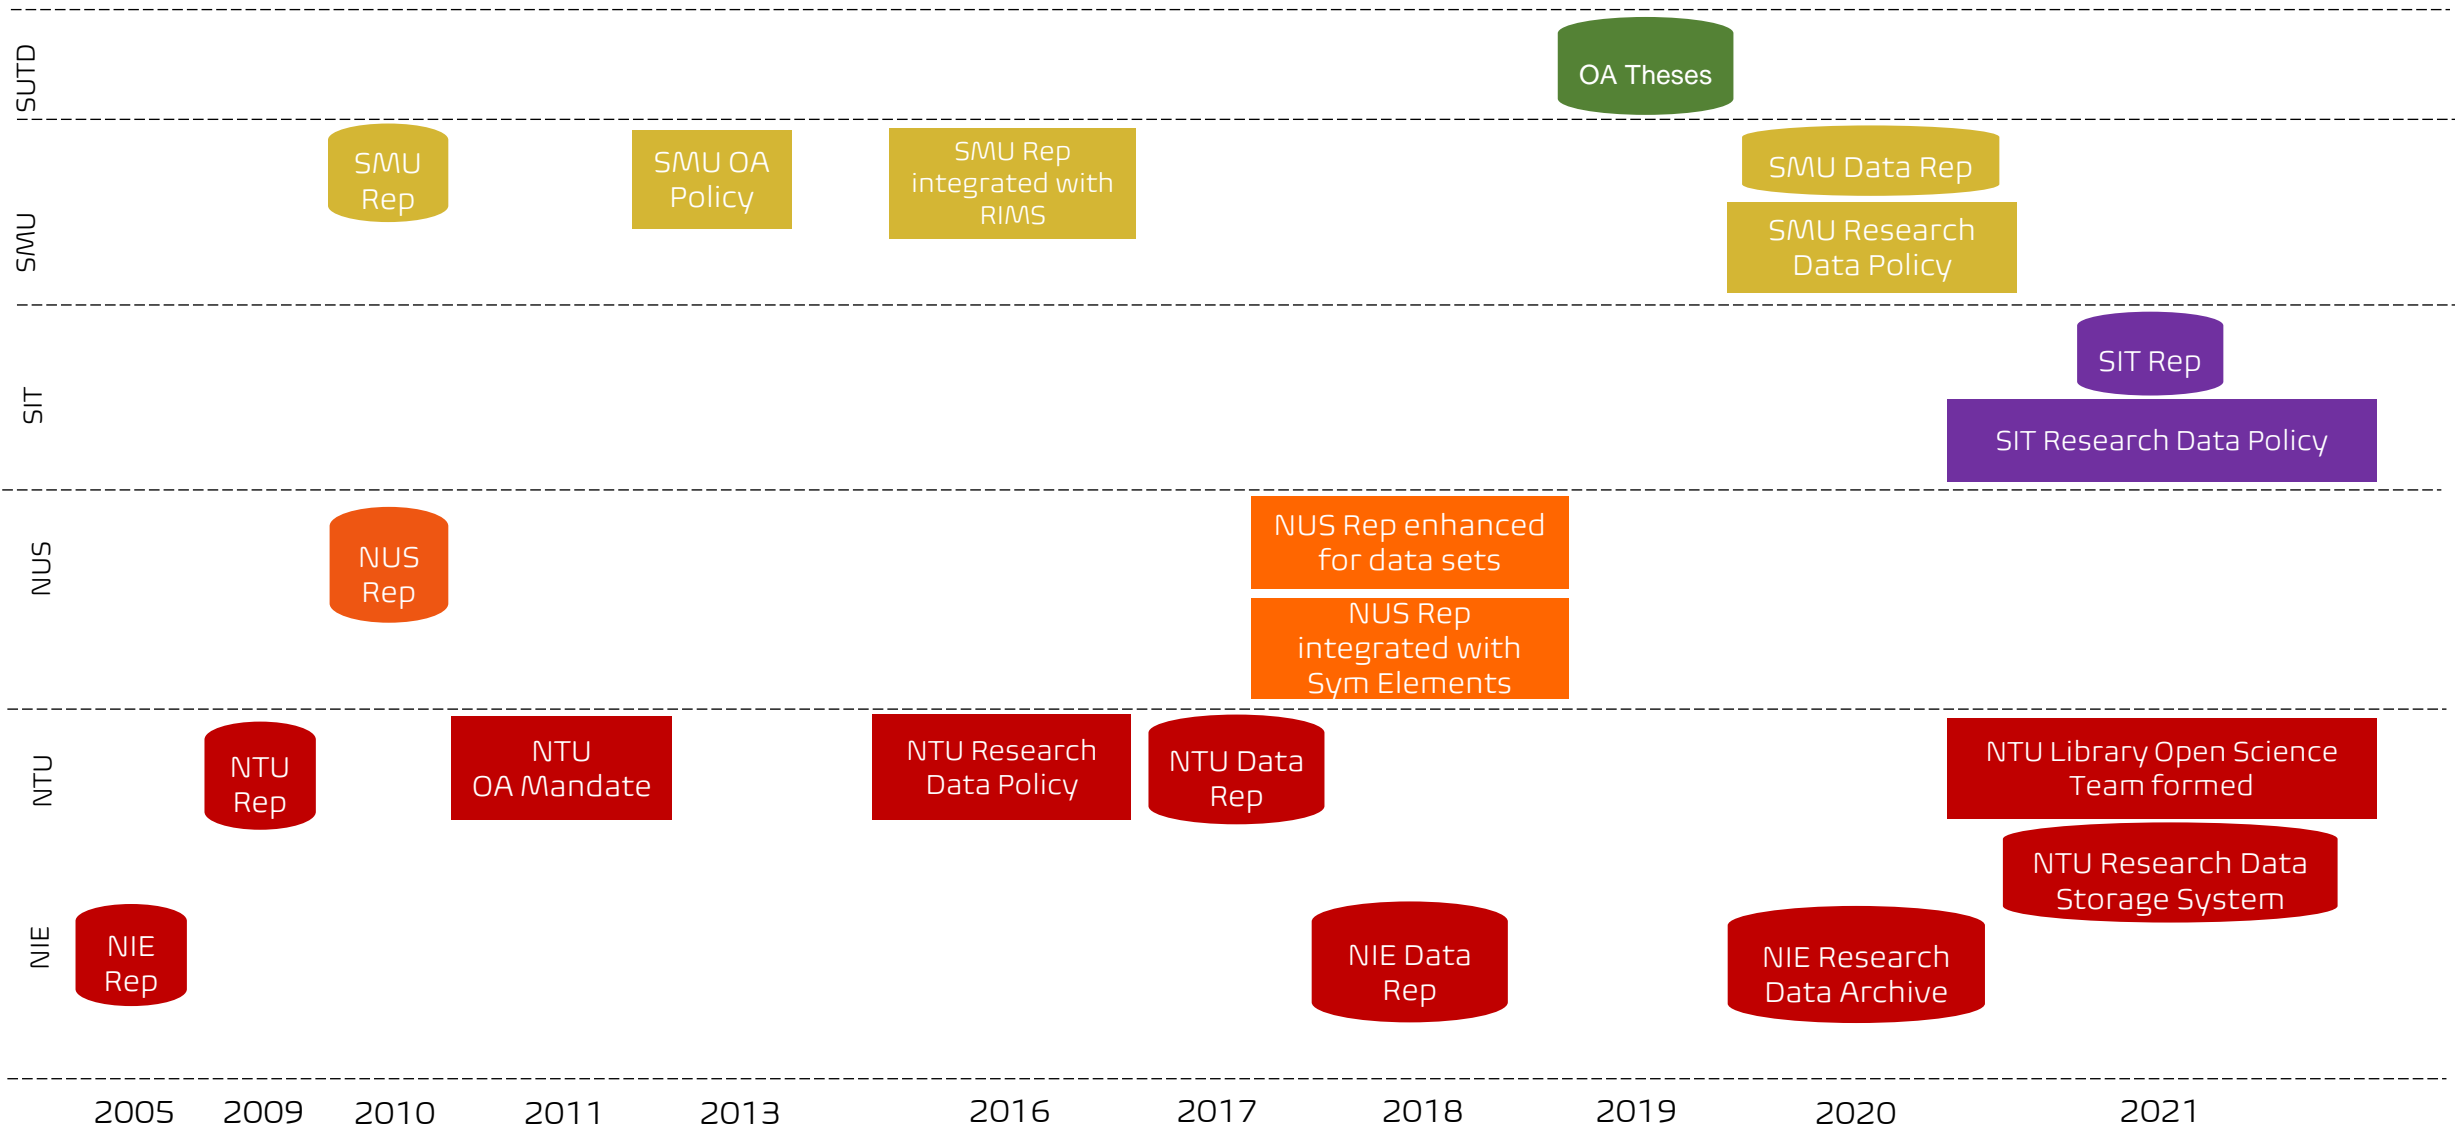 SUTD
OA Theses
SMU
SMU
Rep
SMU OA
Policy
SMU Rep
integrated with
RIMS
SMU Data Rep
SMU Research
Data Policy
SIT
SIT Rep
SIT Research Data Policy
NUS
NUS
Rep
NUS Rep enhanced
for data sets
NUS Rep
integrated with
Sym Elements
NTU
NTU
Rep
NTU
OA Mandate
NTU Research
Data Policy
NTU Data
Rep
NTU Library Open Science
Team formed
NTU Research Data
Storage System
NIE
NIE
Rep
NIE Data
Rep
NIE Research
Data Archive
2005 2009 2010 2011 2013 2016 2017 2018 2019 2020 2021